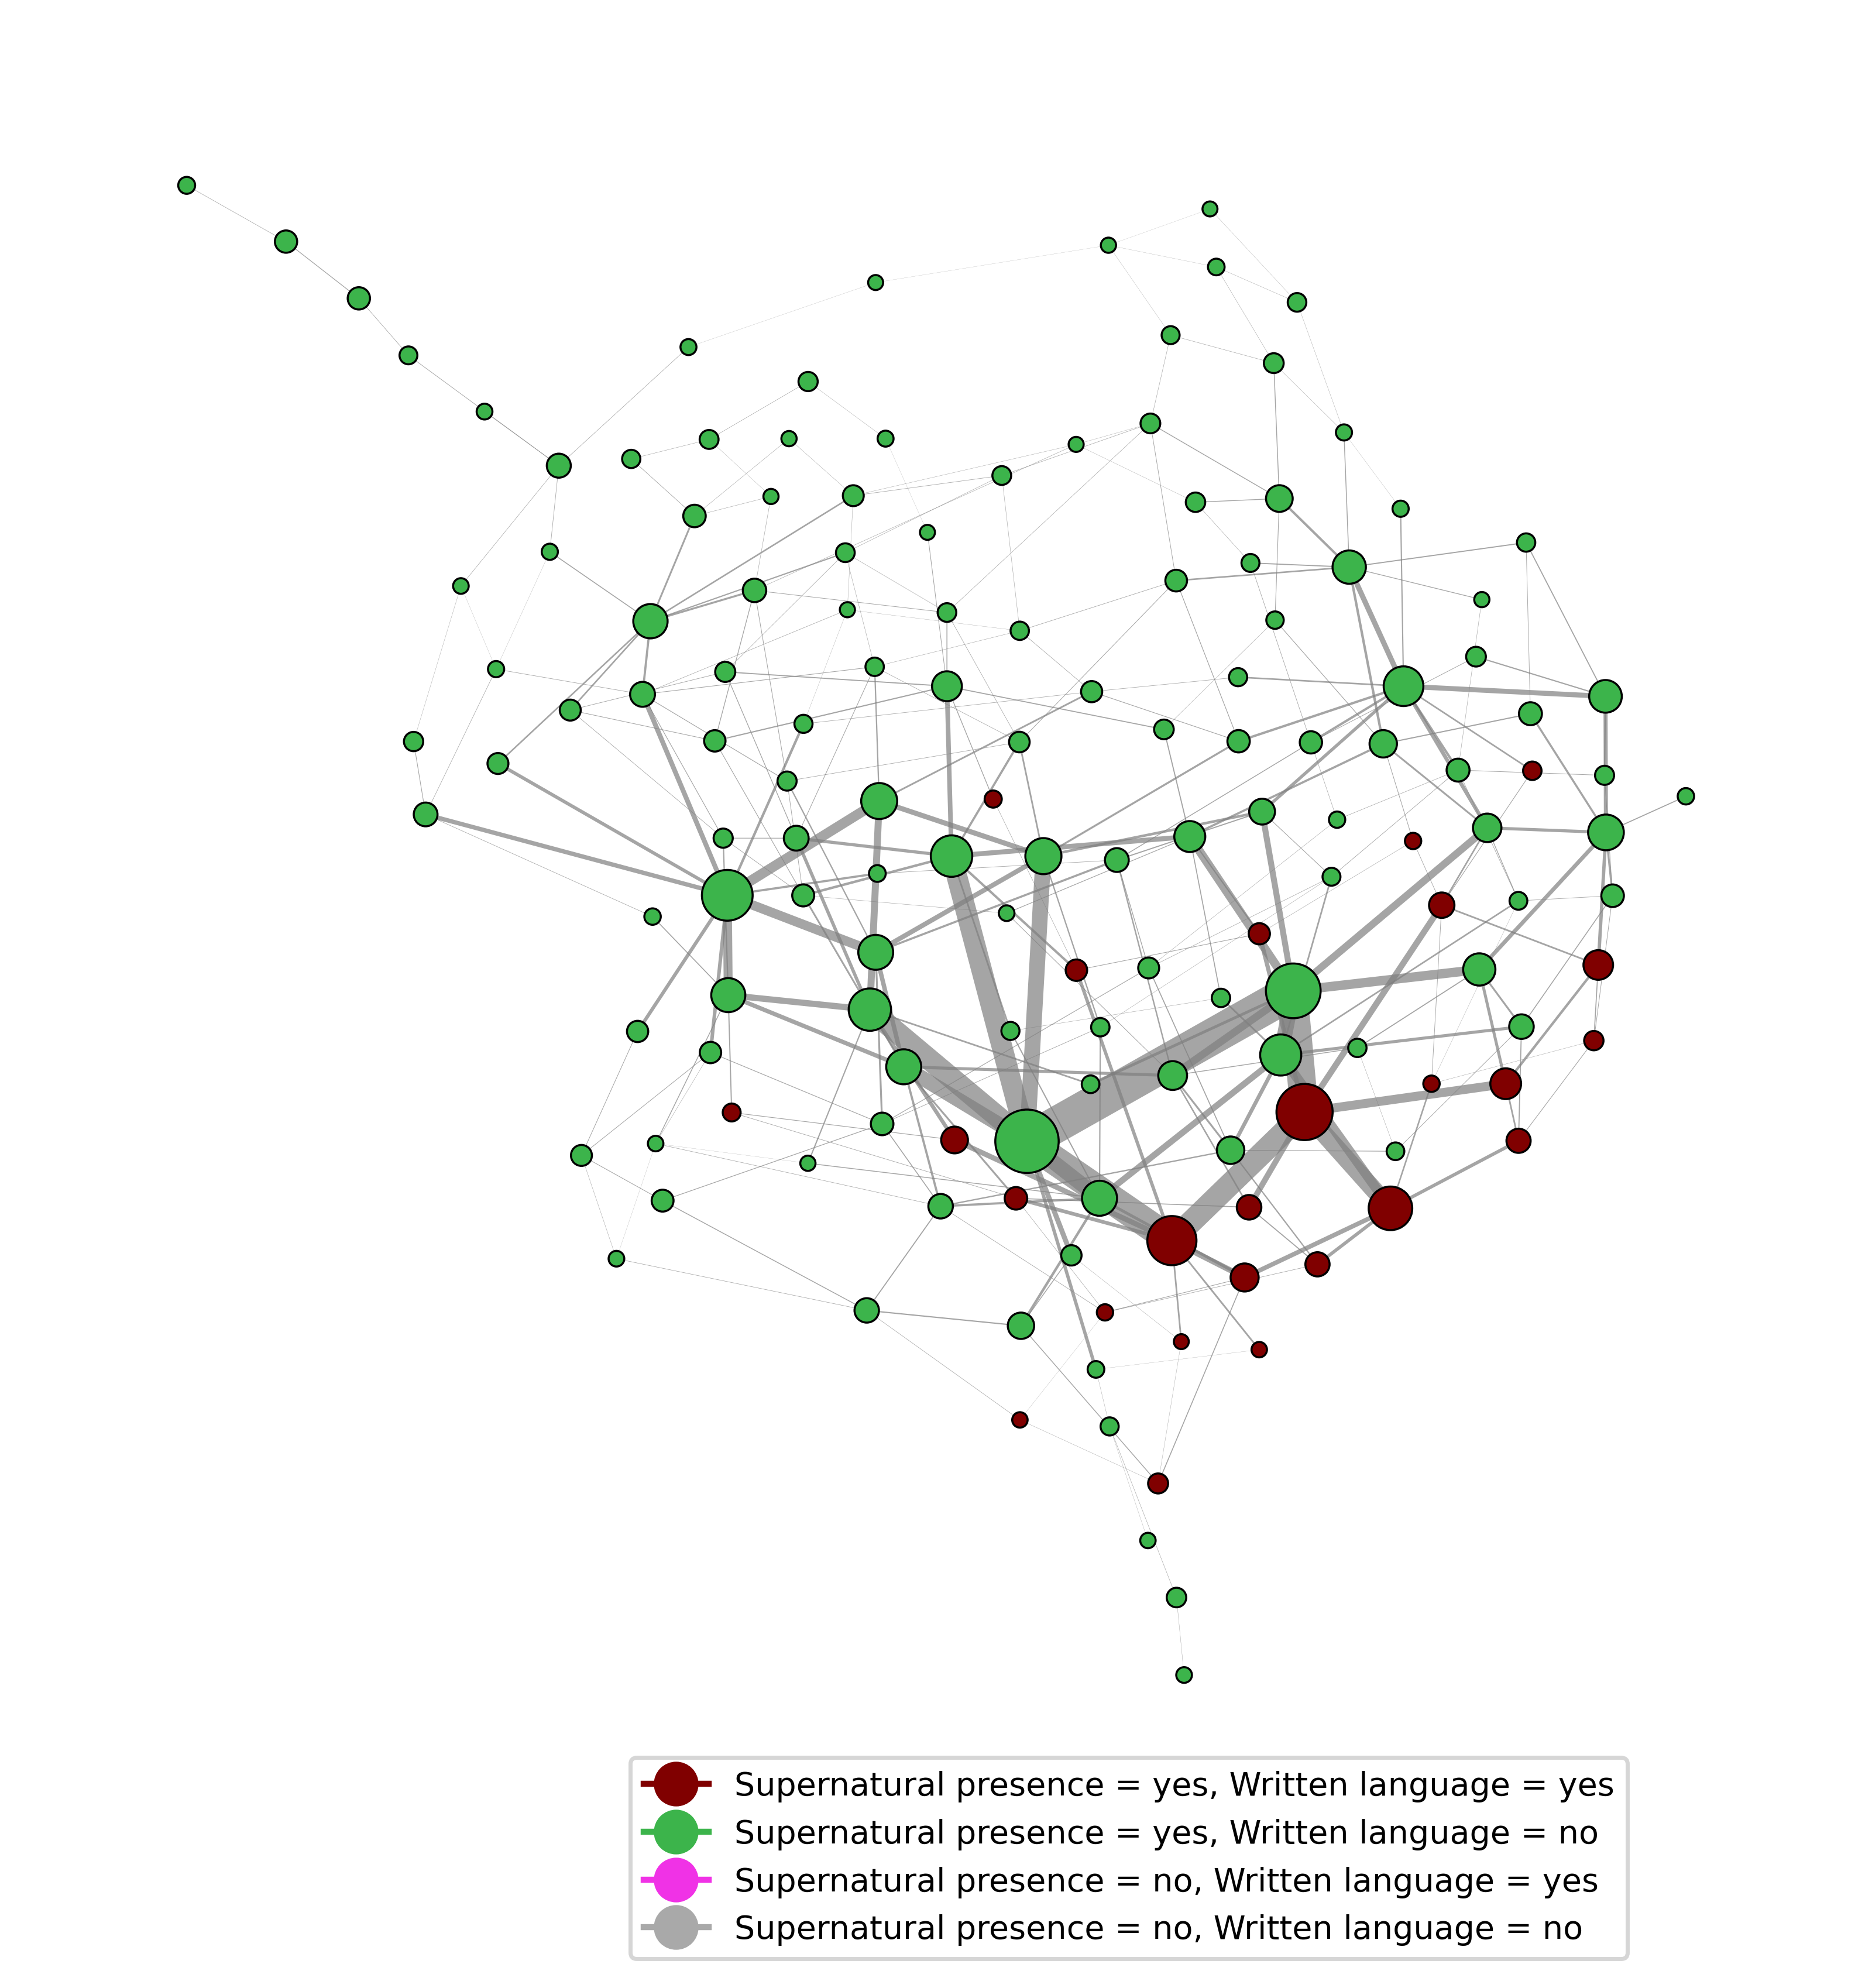 Supernatural presence = yes, Written language = yes
Supernatural presence = yes, Written language = no
Supernatural presence = no, Written language = yes
Supernatural presence = no, Written language = no